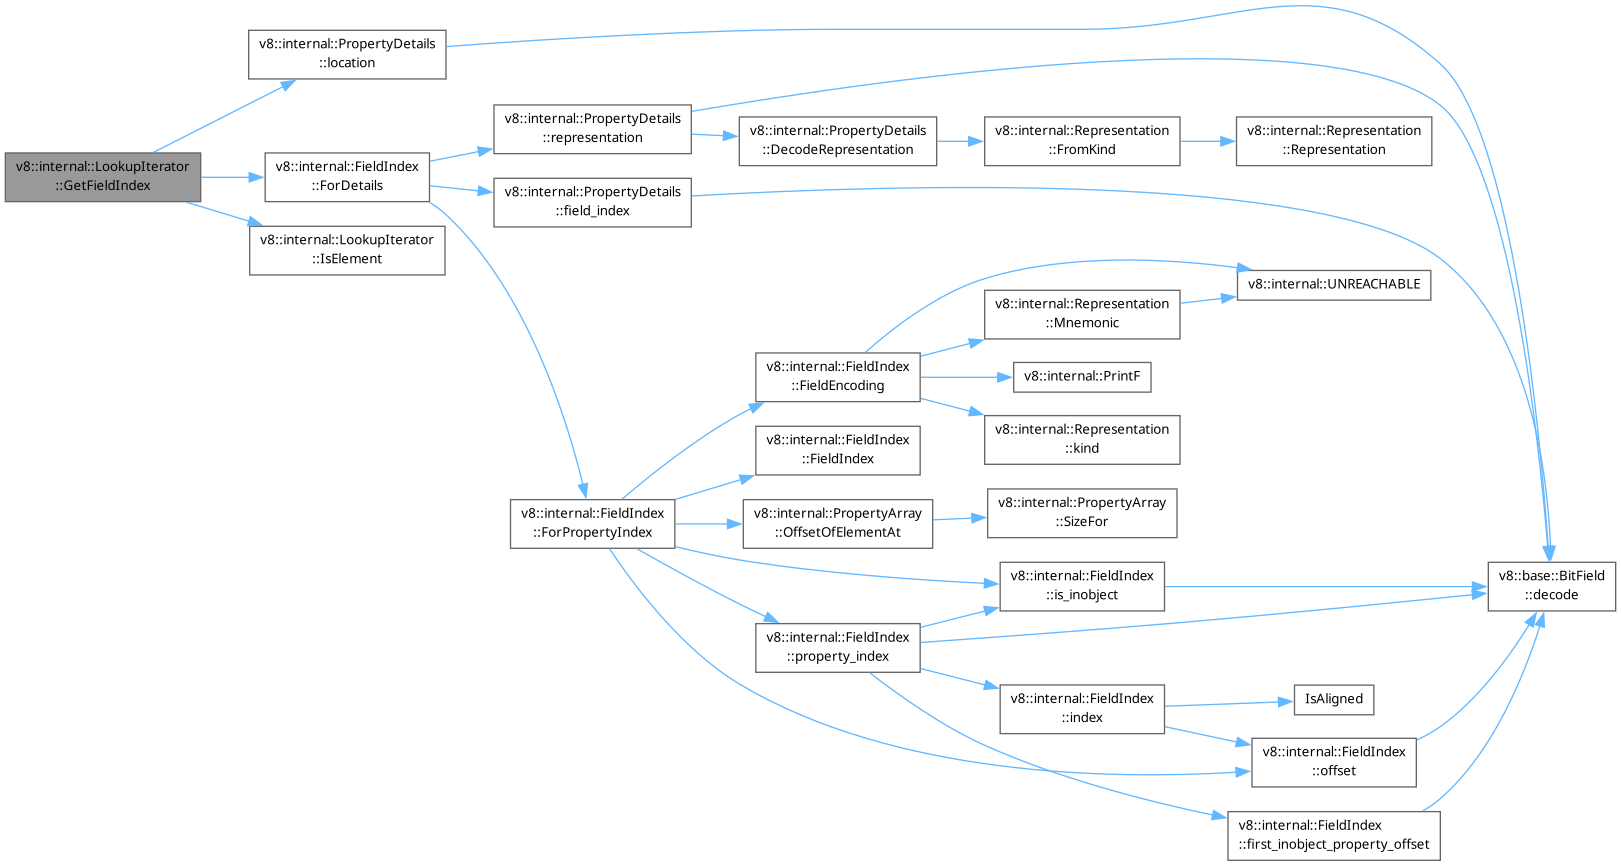 v8::internal::PropertyDetails
::location
v8::internal::LookupIterator
::GetFieldIndex
v8::internal::FieldIndex
::ForDetails
v8::internal::LookupIterator
::IsElement
v8::internal::PropertyDetails
::representation
v8::internal::PropertyDetails
::DecodeRepresentation
v8::internal::Representation
::FromKind
v8::internal::Representation
::Representation
v8::internal::PropertyDetails
::field_index
v8::internal::UNREACHABLE
v8::internal::Representation
::Mnemonic
v8::internal::FieldIndex
::FieldEncoding
v8::internal::PrintF
v8::internal::Representation
::kind
v8::internal::FieldIndex
::FieldIndex
v8::internal::FieldIndex
::ForPropertyIndex
v8::internal::PropertyArray
::OffsetOfElementAt
v8::internal::PropertyArray
::SizeFor
v8::internal::FieldIndex
::is_inobject
v8::base::BitField
::decode
v8::internal::FieldIndex
::property_index
v8::internal::FieldIndex
::index
IsAligned
v8::internal::FieldIndex
::offset
v8::internal::FieldIndex
::first_inobject_property_offset